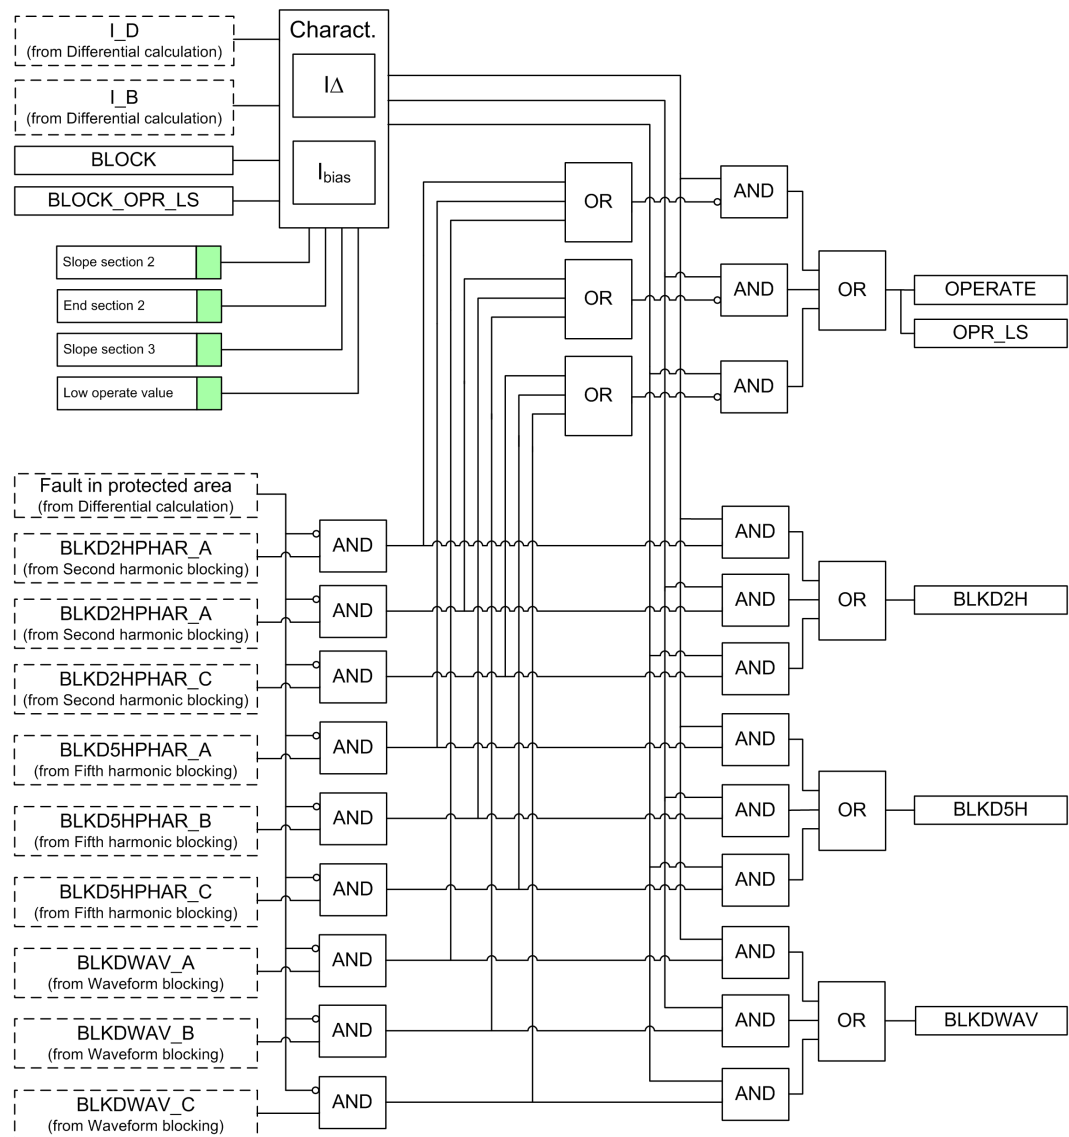 I_D
(from Differential calculation)
I_B
(from Differential calculation)
BLOCK
BLOCK_OPR_LS
Charact.
IΔ
Ibias
Slope section 2
End section 2
Slope section 3
Low operate value
OR
OR
OR
AND
AND
AND
OR
OPERATE
OPR_LS
Fault in protected area
(from Differential calculation)
BLKD2HPHAR_A
(from Second harmonic blocking)
BLKD2HPHAR_A
(from Second harmonic blocking)
BLKD2HPHAR_C
(from Second harmonic blocking)
BLKD5HPHAR_A
(from Fifth harmonic blocking)
BLKD5HPHAR_B
(from Fifth harmonic blocking)
BLKD5HPHAR_C
(from Fifth harmonic blocking)
BLKDWAV_A
(from Waveform blocking)
BLKDWAV_B
(from Waveform blocking)
BLKDWAV_C
(from Waveform blocking)
AND
AND
AND
AND
AND
AND
AND
AND
AND
AND
AND
AND
OR
BLKD2H
AND
AND
AND
OR
BLKD5H
AND
AND
AND
OR
BLKDWAV